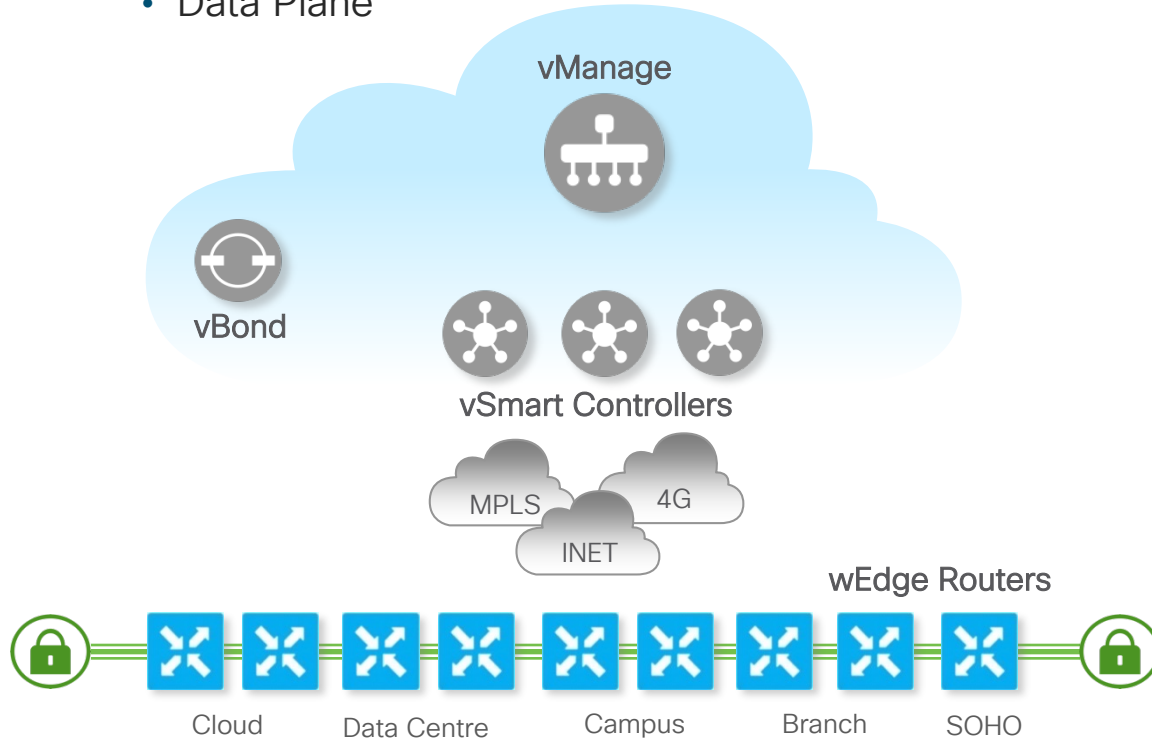 • Data Plane
vManage
vBond
vSmart Controllers
MPLS
4G
INET
wEdge Routers
Cloud
Data Centre
Campus
Branch
SOHO